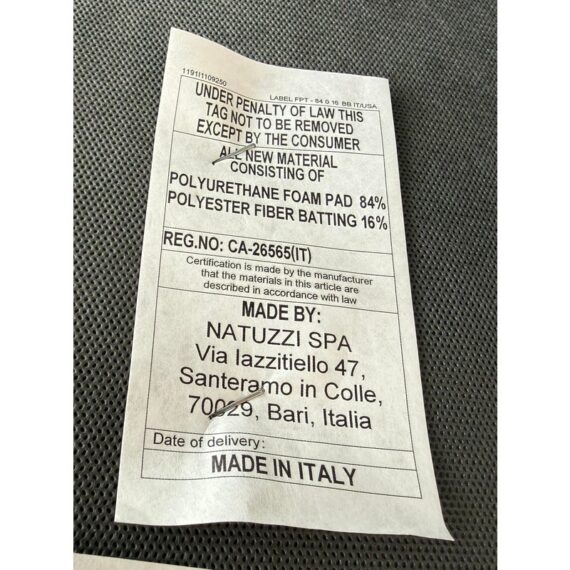 1191I1109250
LABEL FPT - 84 0 16 BB IT/USA
UNDER PENALTY OF LAW THIS
TAG NOT TO BE REMOVED
EXCEPT BY THE CONSUMER
ALL NEW MATERIAL
CONSISTING OF
POLYURETHANE FOAM PAD 84%
POLYESTER FIBER BATTING 16%
REG.NO: CA-26565(IT)
Certification is made by the manufacturer
that the materials in this article are
described in accordance with law
MADE BY:
NATUZZI SPA
Via Iazzitiello 47,
Santeramo in Colle,
70029, Bari, Italia
Date of delivery:
MADE IN ITALY